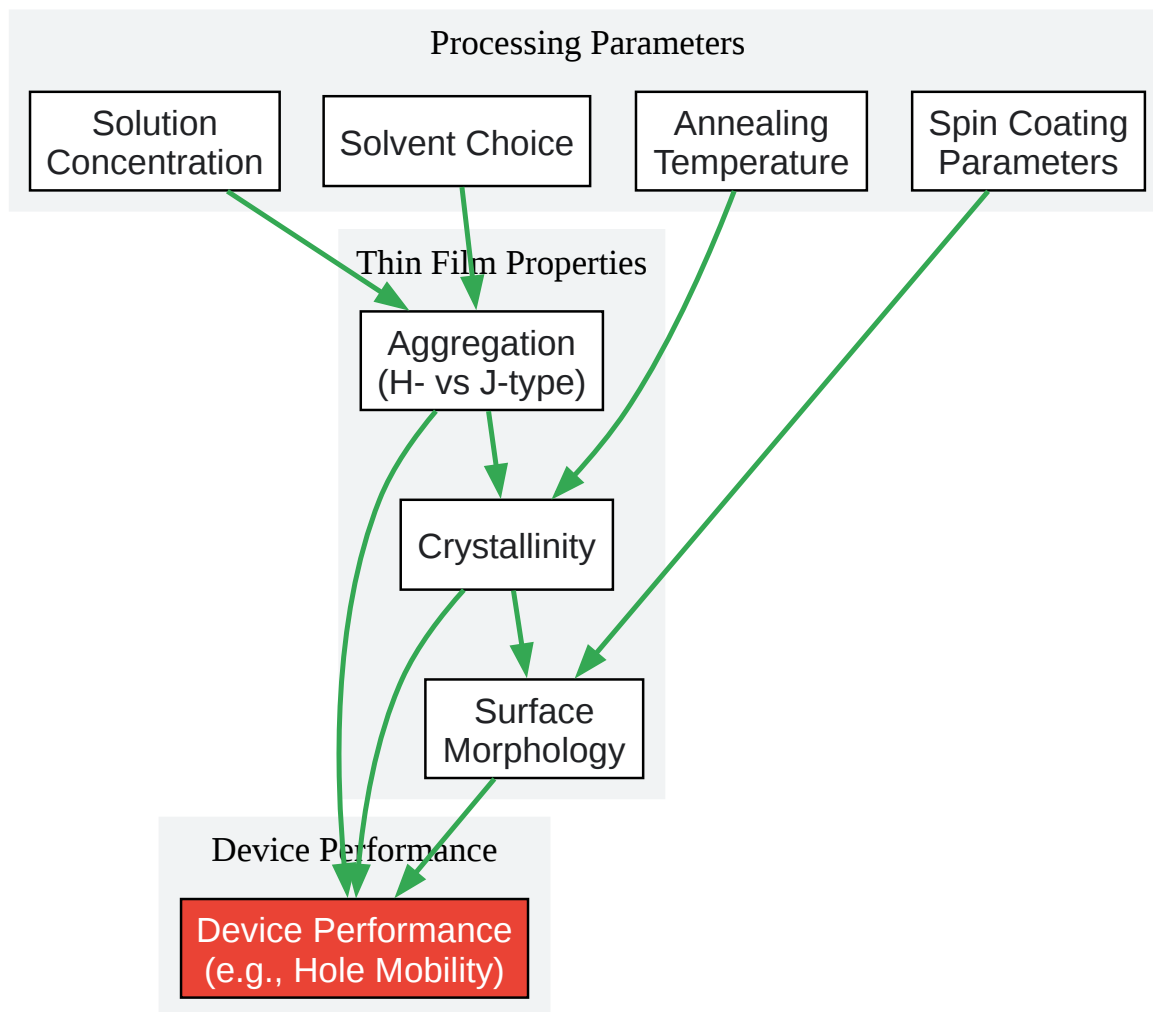 Processing Parameters
Solution
Concentration
Solvent Choice
Annealing
Temperature
Spin Coating
Parameters
Thin Film Properties
Aggregation
(H- vs J-type)
Crystallinity
Surface
Morphology
Device Performance
Device Performance
(e.g., Hole Mobility)